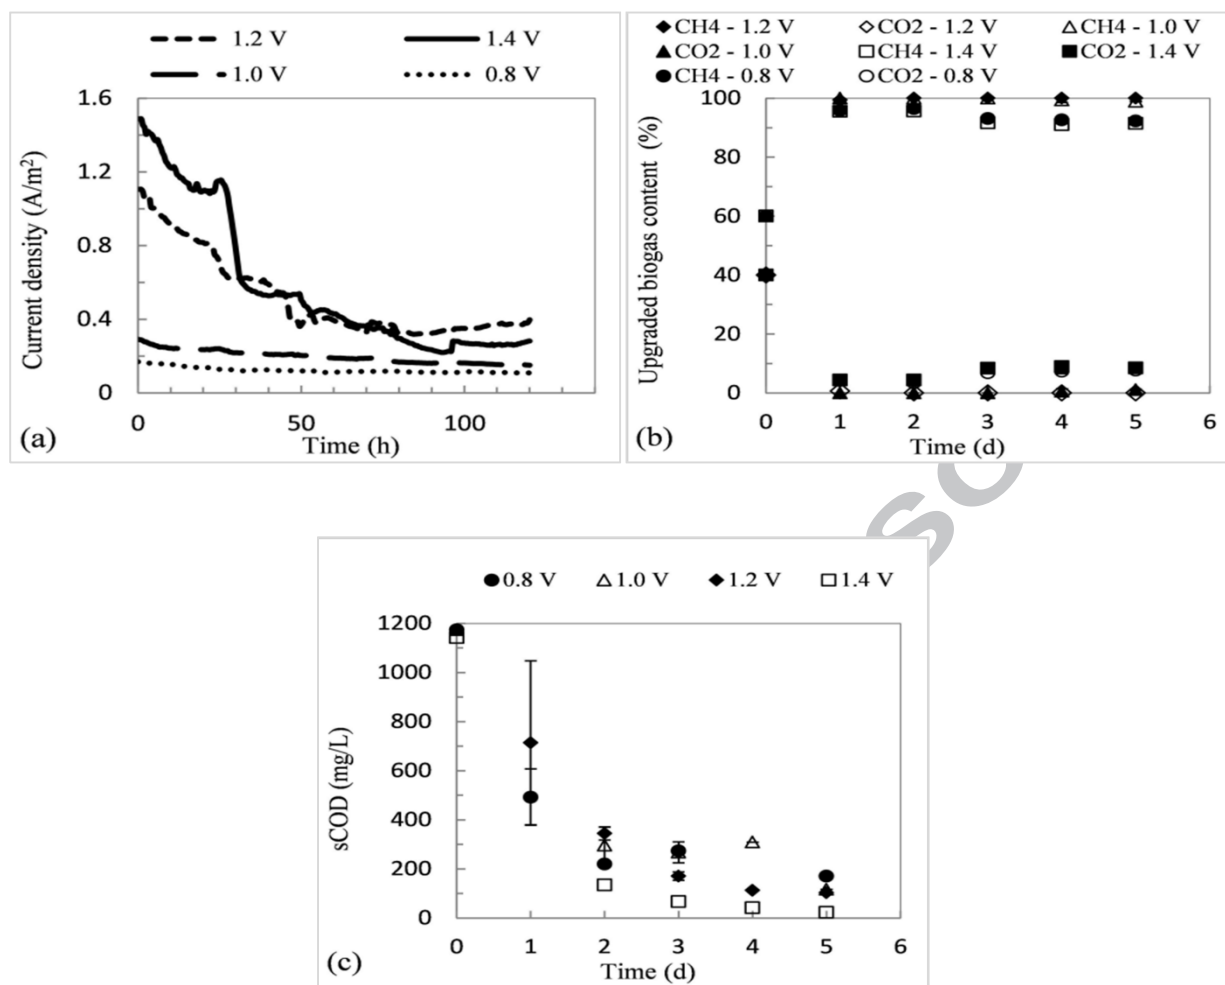 1.2 V 1.4 V
1.0 V 0.8 V
1.6
1.2
0.8
0.4
0
0 50 100
Current density (A/m²)
Time (h)
(a)
CH4 - 1.2 V CO2 - 1.2 V CH4 - 1.0 V
CO2 - 1.0 V CH4 - 1.4 V CO2 - 1.4 V
CH4 - 0.8 V CO2 - 0.8 V
100
80
60
40
20
0
0 1 2 3 4 5 6
Upgraded biogas content (%)
Time (d)
(b)
0.8 V 1.0 V 1.2 V 1.4 V
1200
1000
800
600
400
200
0
0 1 2 3 4 5 6
sCOD (mg/L)
Time (d)
(c)